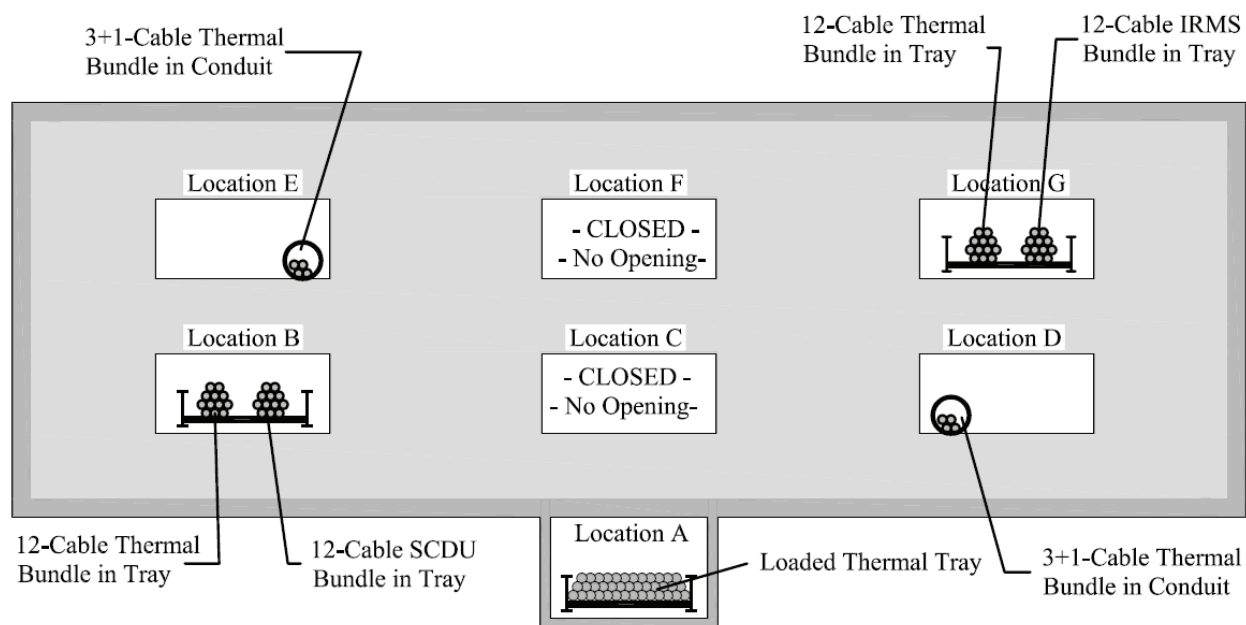 3+1-Cable Thermal
Bundle in Conduit
12-Cable Thermal
Bundle in Tray
12-Cable IRMS
Bundle in Tray
Location E
Location F
- CLOSED -
- No Opening-
Location G
Location B
Location C
- CLOSED -
- No Opening-
Location D
12-Cable Thermal
Bundle in Tray
12-Cable SCDU
Bundle in Tray
Location A
Loaded Thermal Tray
3+1-Cable Thermal
Bundle in Conduit